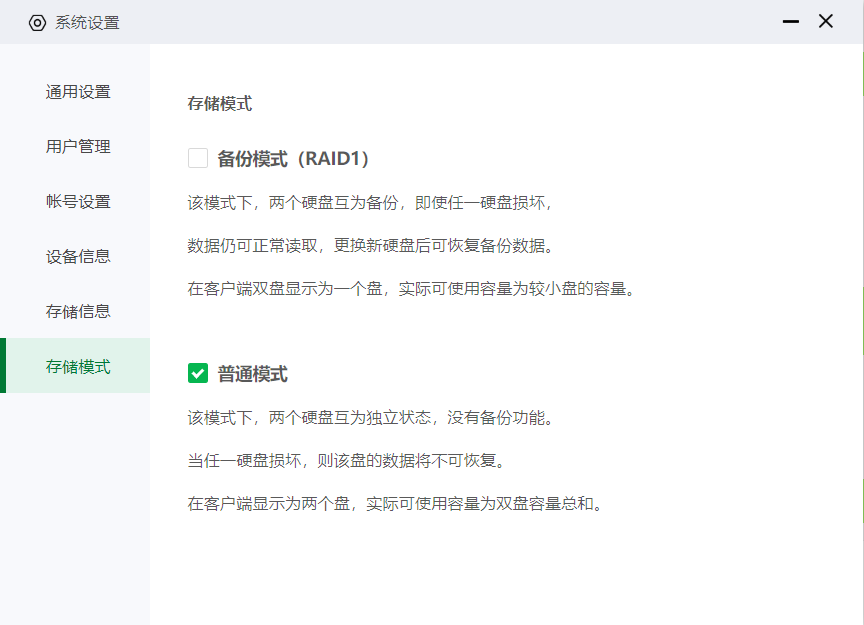 系统设置
通用设置
用户管理
帐号设置
设备信息
存储信息
存储模式
存储模式
备份模式（RAID1）
该模式下，两个硬盘互为备份，即使任一硬盘损坏，
数据仍可正常读取，更换新硬盘后可恢复备份数据。
在客户端双盘显示为一个盘，实际可使用容量为较小盘的容量。
普通模式
该模式下，两个硬盘互为独立状态，没有备份功能。
当任一硬盘损坏，则该盘的数据将不可恢复。
在客户端显示为两个盘，实际可使用容量为双盘容量总和。